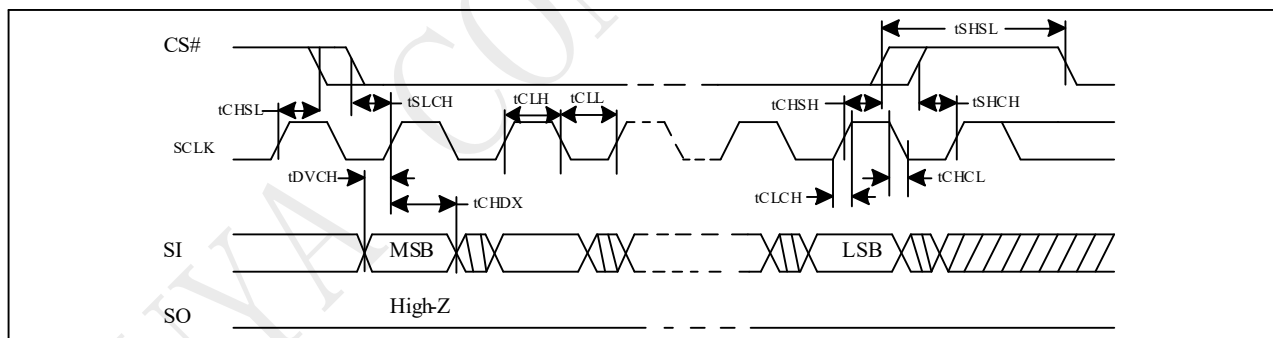 tSHSL
CS#
tCHSL tSLCH tCLH tCLL tCHSH tSHCH
SCLK
tDVCH tCHCL
tCHDX tCLCH
SI MSB LSB
High-Z
SO